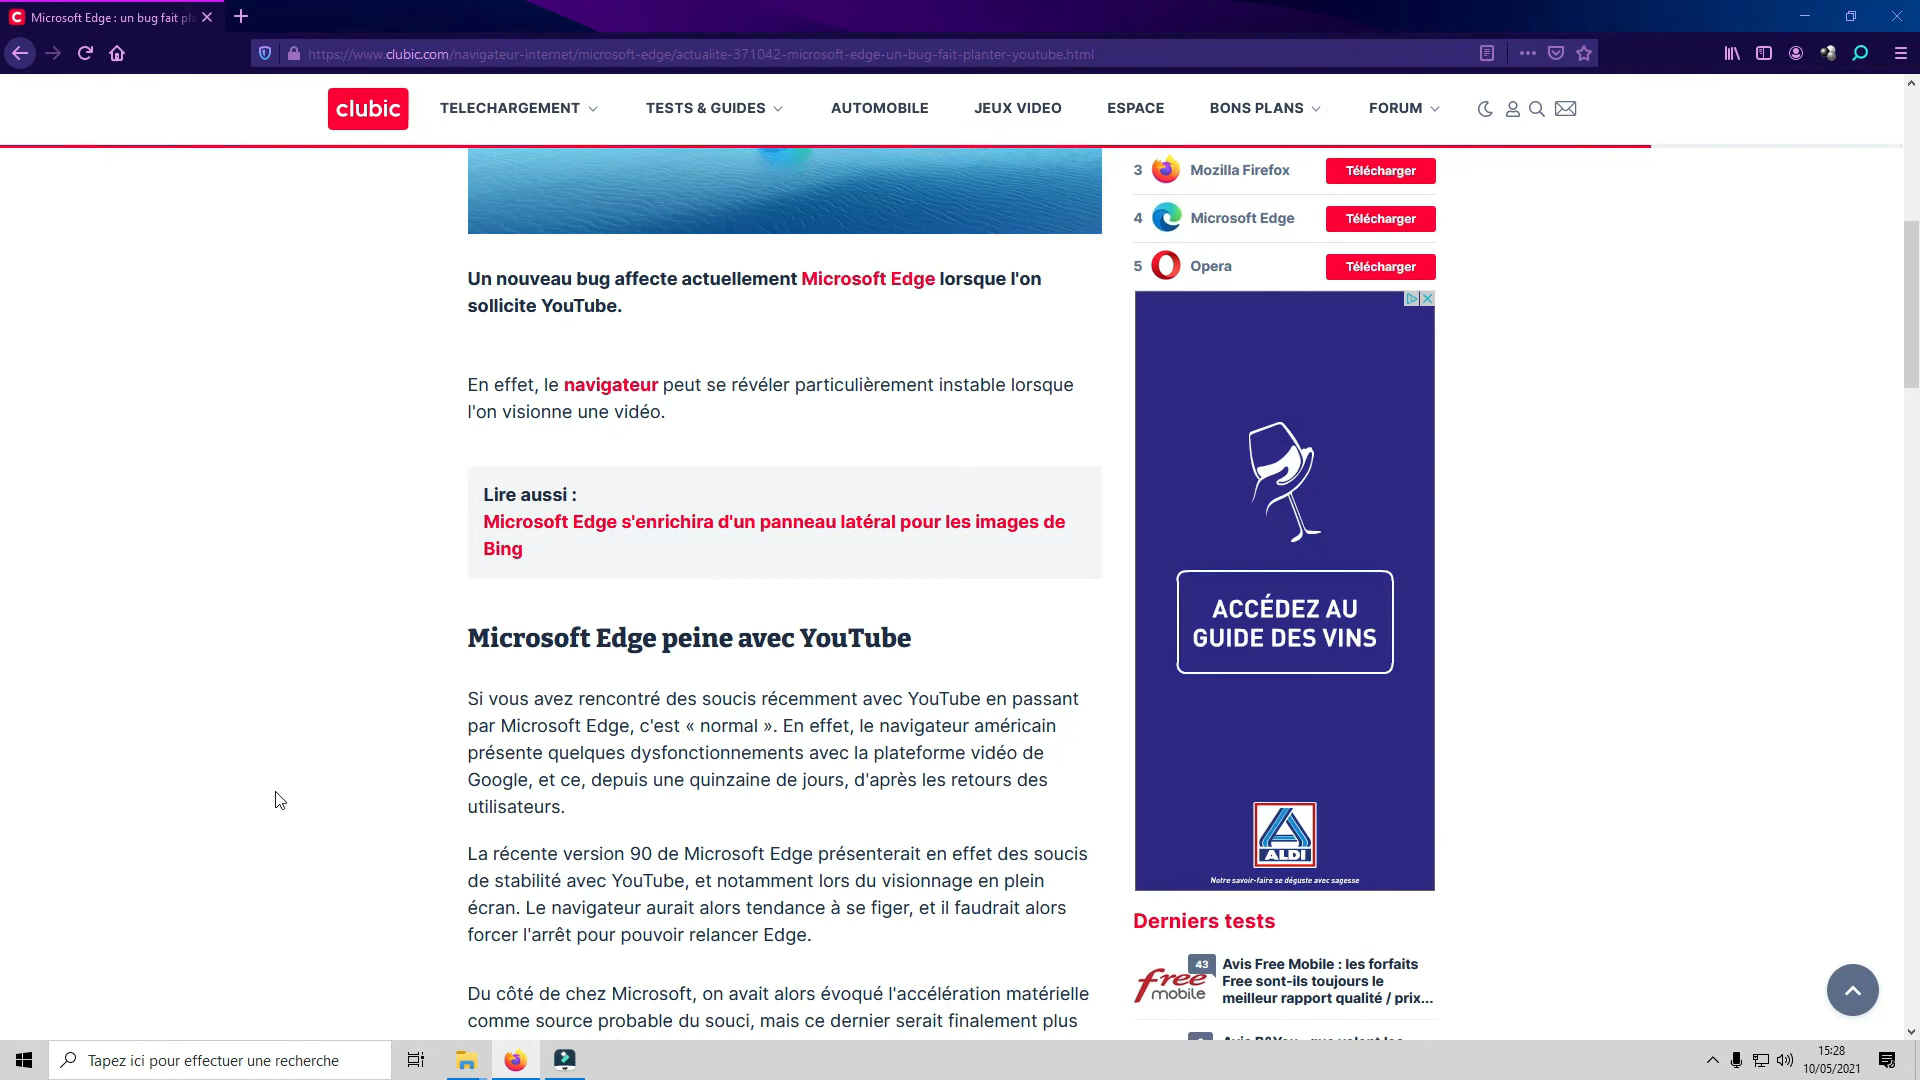 Microsoft Edge : un bug fait pl
https://www.clubic.com/navigateur-internet/microsoft-edge/actualite-371042-microsoft-edge-un-bug-fait-planter-youtube.html
clubic
TELECHARGEMENT
TESTS & GUIDES
AUTOMOBILE
JEUX VIDEO
ESPACE
BONS PLANS
FORUM
3 Mozilla Firefox Télécharger
4 Microsoft Edge Télécharger
5 Opera Télécharger
Un nouveau bug affecte actuellement Microsoft Edge lorsque l'on
sollicite YouTube.
En effet, le navigateur peut se révéler particulièrement instable lorsque
l'on visionne une vidéo.
Lire aussi :
Microsoft Edge s'enrichira d'un panneau latéral pour les images de
Bing
Microsoft Edge peine avec YouTube
Si vous avez rencontré des soucis récemment avec YouTube en passant
par Microsoft Edge, c'est « normal ». En effet, le navigateur américain
présente quelques dysfonctionnements avec la plateforme vidéo de
Google, et ce, depuis une quinzaine de jours, d'après les retours des
utilisateurs.
La récente version 90 de Microsoft Edge présenterait en effet des soucis
de stabilité avec YouTube, et notamment lors du visionnage en plein
écran. Le navigateur aurait alors tendance à se figer, et il faudrait alors
forcer l'arrêt pour pouvoir relancer Edge.
Du côté de chez Microsoft, on avait alors évoqué l'accélération matérielle
comme source probable du souci, mais ce dernier serait finalement plus
ACCÉDEZ AU
GUIDE DES VINS
ALDI
Notre savoir-faire se déguste avec sagesse
Derniers tests
free
mobile
43
Avis Free Mobile : les forfaits
Free sont-ils toujours le
meilleur rapport qualité / prix...
Tapez ici pour effectuer une recherche
15:28
10/05/2021